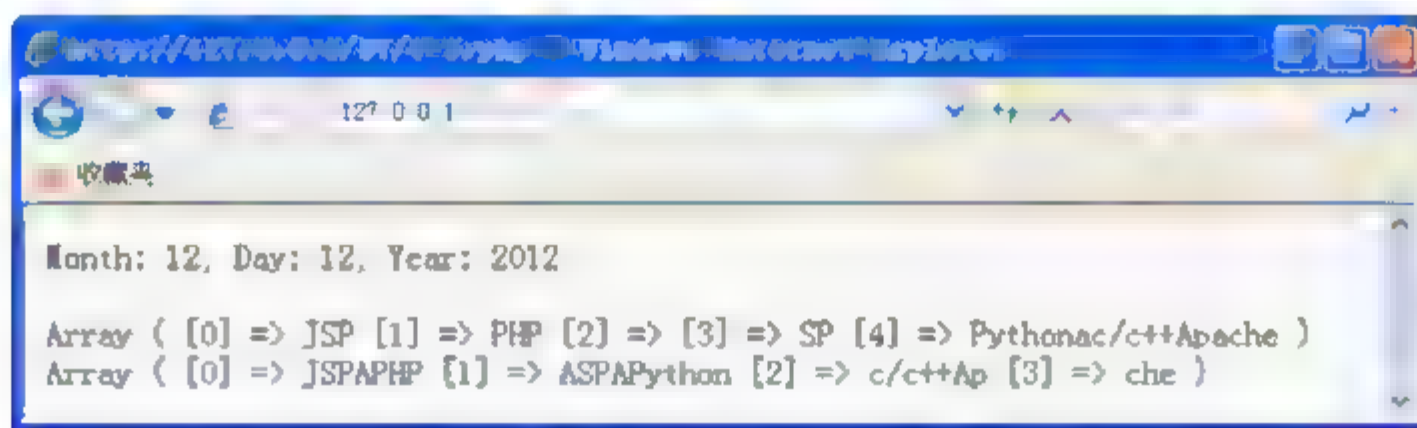 127 0 0 1
收藏夹
Month: 12, Day: 12, Year: 2012
Array ( [0] => JSP [1] => PHP [2] => [3] => SP [4] => Pythonac/c++Apache )
Array ( [0] => JSPAPHP [1] => ASPAPython [2] => c/c++Ap [3] => che )